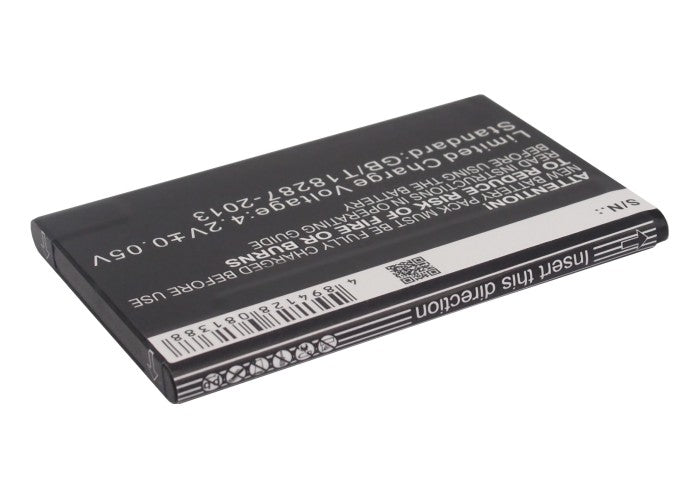 Limited Charge Voltage:4.2V±0.05V
Standard:GB/T18287-2013
ATTENTION!
TO REDUCE RISK OF FIRE OR BURNS
READ INSTRUCTIONS IN OPERATING GUIDE
BEFORE USING THE BATTERY
NEW BATTERY PACK MUST BE FULLY CHARGED BEFORE USE
S/N.:
4894128081388
Insert this direction